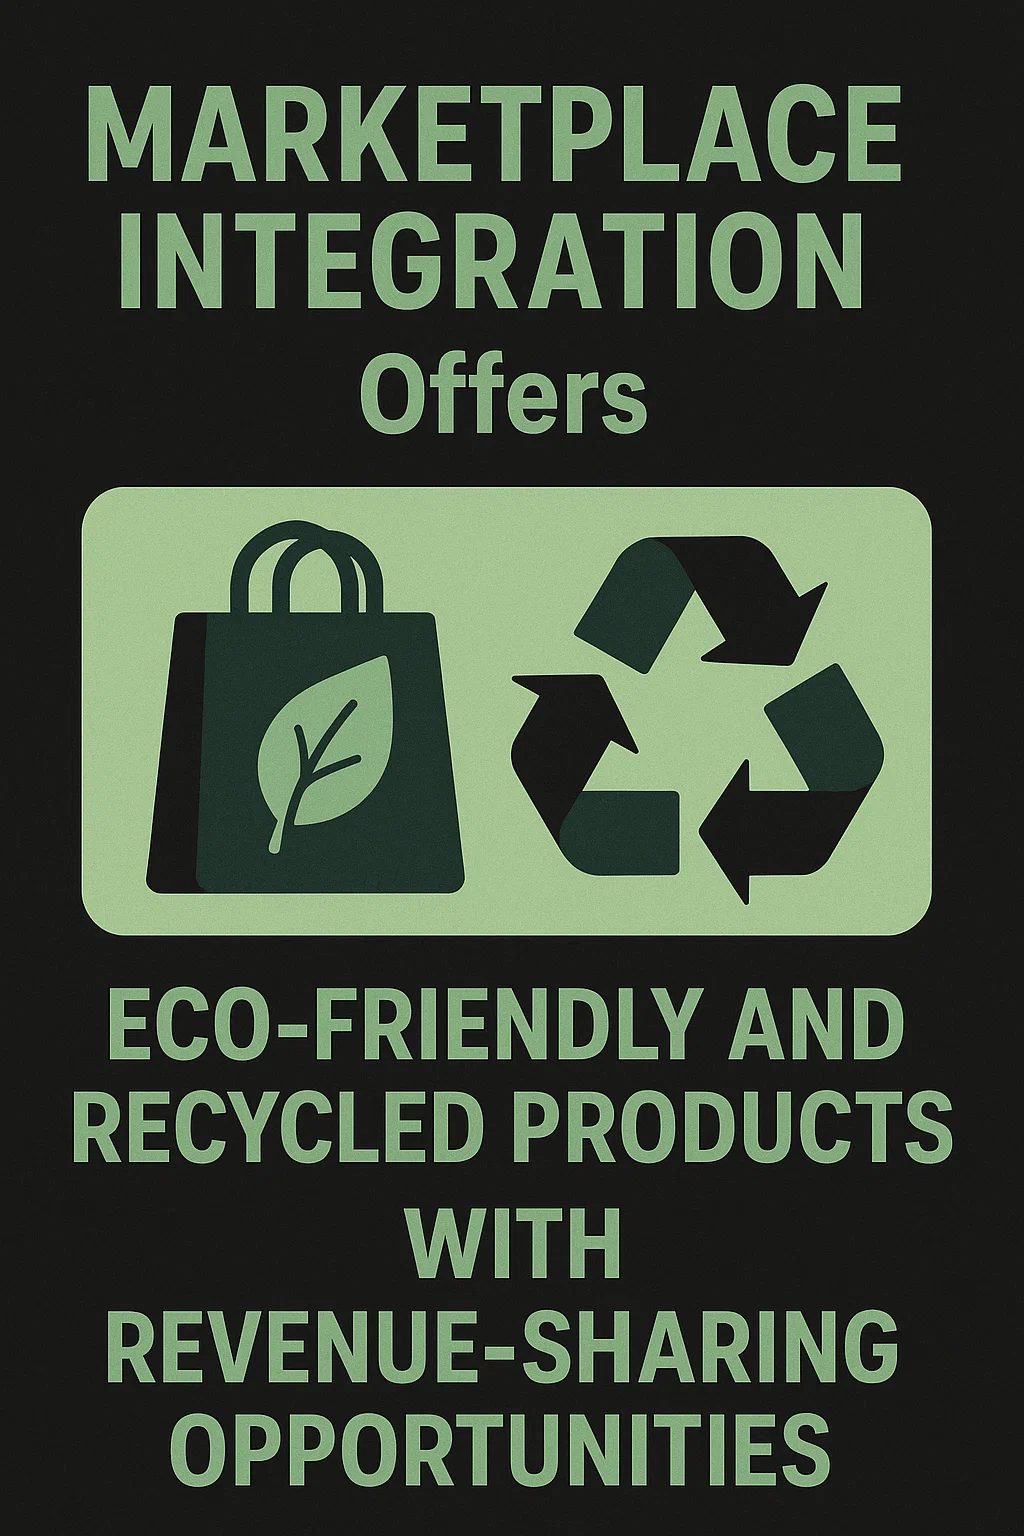 MARKETPLACE
INTEGRATION
Offers
ECO-FRIENDLY AND
RECYCLED PRODUCTS
WITH
REVENUE-SHARING
OPPORTUNITIES